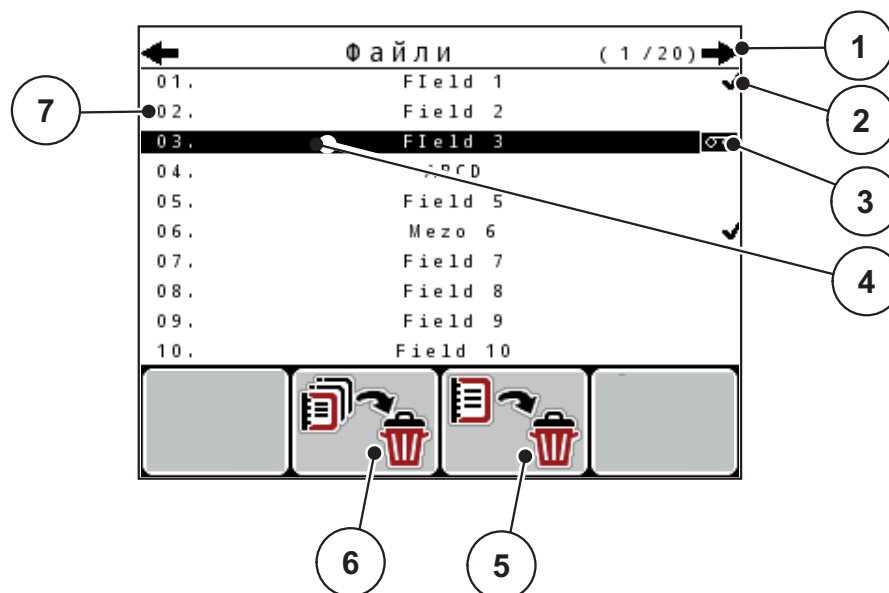 Файли (1/20)
01. FIeld 1
02. Field 2
03. FIeld 3
04. ABCD
05. Field 5
06. Mezo 6
07. Field 7
08. Field 8
09. Field 9
10. Field 10
1
2
3
4
5
6
7